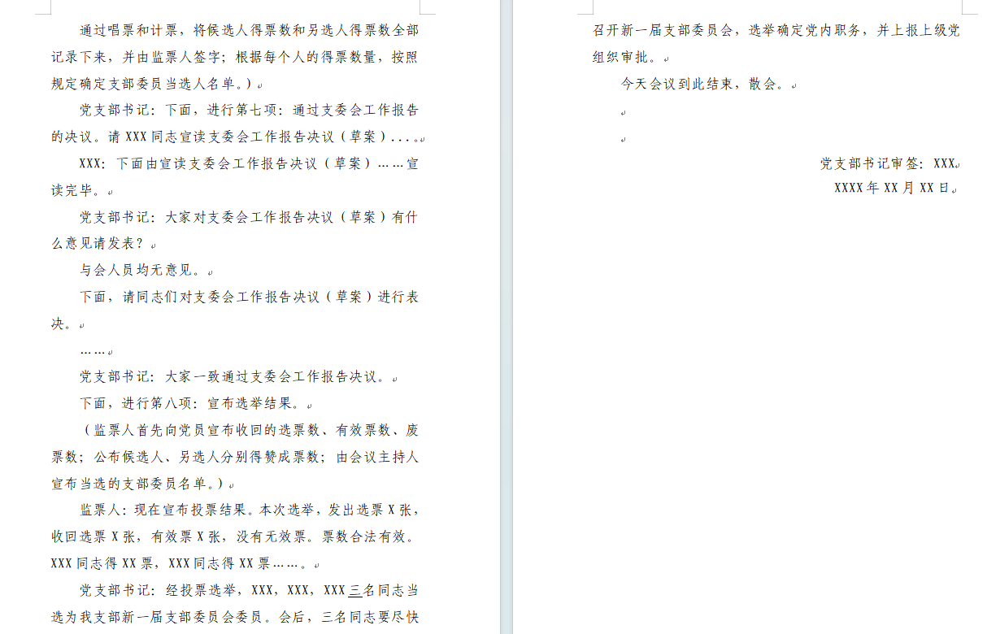 通过唱票和计票，将候选人得票数和另选人得票数全部
记录下来，并由监票人签字；根据每个人的得票数量，按照
规定确定支部委员当选人名单。)
党支部书记：下面，进行第七项：通过支委会工作报告
的决议。请 XXX 同志宣读支委会工作报告决议（草案）...。
XXX：下面由宣读支委会工作报告决议（草案）……宣
读完毕。
党支部书记：大家对支委会工作报告决议（草案）有什
么意见请发表？
与会人员均无意见。
下面，请同志们对支委会工作报告决议（草案）进行表
决。
……
党支部书记：大家一致通过支委会工作报告决议。
下面，进行第八项：宣布选举结果。
（监票人首先向党员宣布收回的选票数、有效票数、废
票数；公布候选人、另选人分别得赞成票数；由会议主持人
宣布当选的支部委员名单。)
监票人：现在宣布投票结果。本次选举，发出选票 X 张，
收回选票 X 张，有效票 X 张，没有无效票。票数合法有效。
XXX 同志得 XX 票，XXX 同志得 XX 票……。
党支部书记：经投票选举，XXX，XXX，XXX 三名同志当
选为我支部新一届支部委员会委员。会后，三名同志要尽快
召开新一届支部委员会，选举确定党内职务，并上报上级党
组织审批。
今天会议到此结束，散会。
党支部书记审签：XXX
XXXX 年 XX 月 XX 日